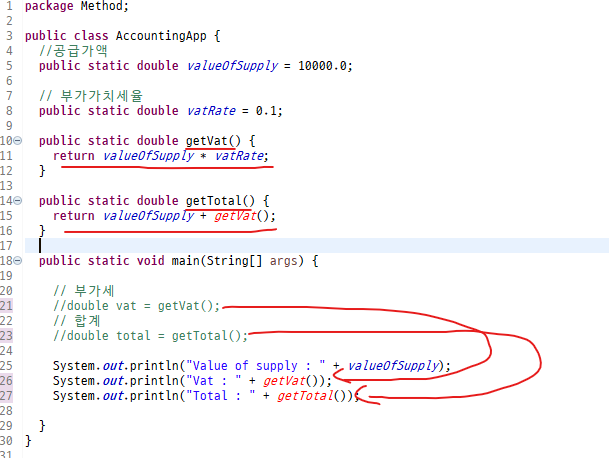 1 package Method;
2
3 public class AccountingApp {
4 //공급가액
5 public static double valueOfSupply = 10000.0;
6
7 // 부가가치세율
8 public static double vatRate = 0.1;
9
10 public static double getVat() {
11 return valueOfSupply * vatRate;
12 }
13
14 public static double getTotal() {
15 return valueOfSupply + getVat();
16 }
17
18 public static void main(String[] args) {
19
20 // 부가세
21 //double vat = getVat();
22 // 합계
23 //double total = getTotal();
24
25 System.out.println("Value of supply : " + valueOfSupply);
26 System.out.println("Vat : " + getVat());
27 System.out.println("Total : " + getTotal());
28
29 }
30 }
31